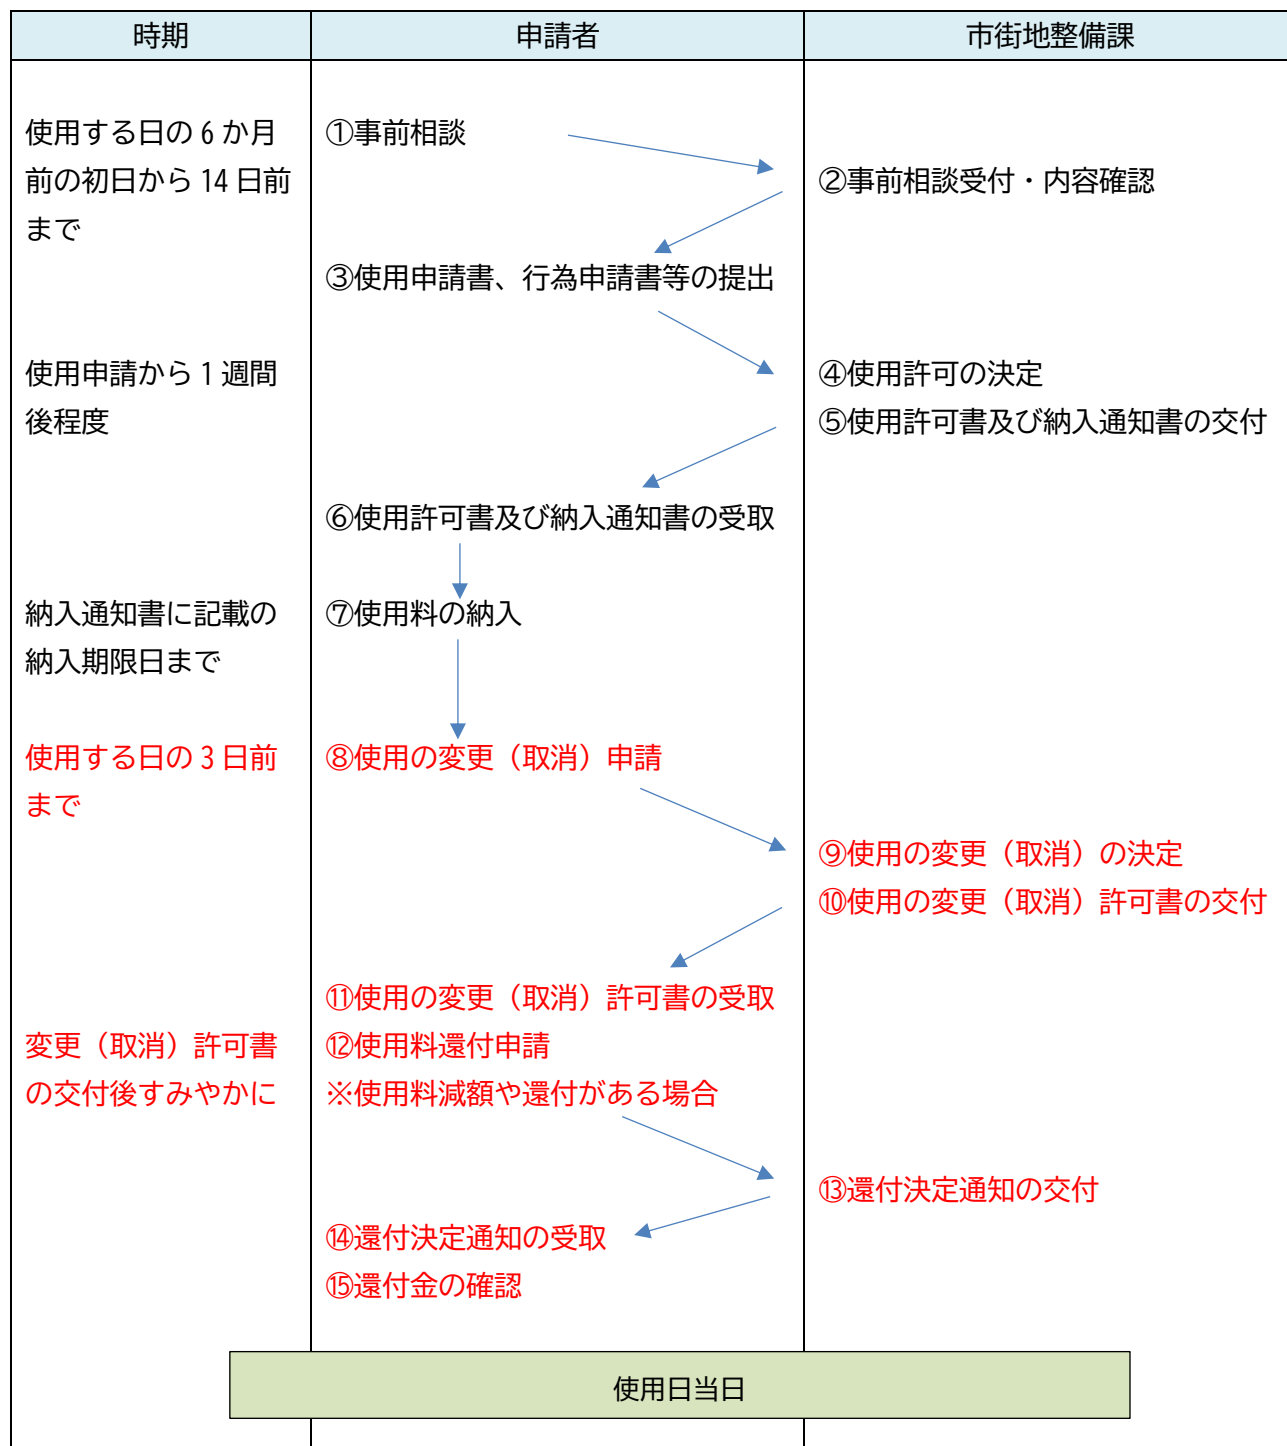 時期
申請者
市街地整備課
使用する日の6か月
前の初日から14日前
まで
①事前相談
②事前相談受付・内容確認
③使用申請書、行為申請書等の提出
使用申請から1週間
後程度
④使用許可の決定
⑤使用許可書及び納入通知書の交付
⑥使用許可書及び納入通知書の受取
納入通知書に記載の
納入期限日まで
⑦使用料の納入
使用する日の3日前
まで
⑧使用の変更（取消）申請
⑨使用の変更（取消）の決定
⑩使用の変更（取消）許可書の交付
⑪使用の変更（取消）許可書の受取
変更（取消）許可書
の交付後すみやかに
⑫使用料還付申請
※使用料減額や還付がある場合
⑬還付決定通知の交付
⑭還付決定通知の受取
⑮還付金の確認
使用日当日